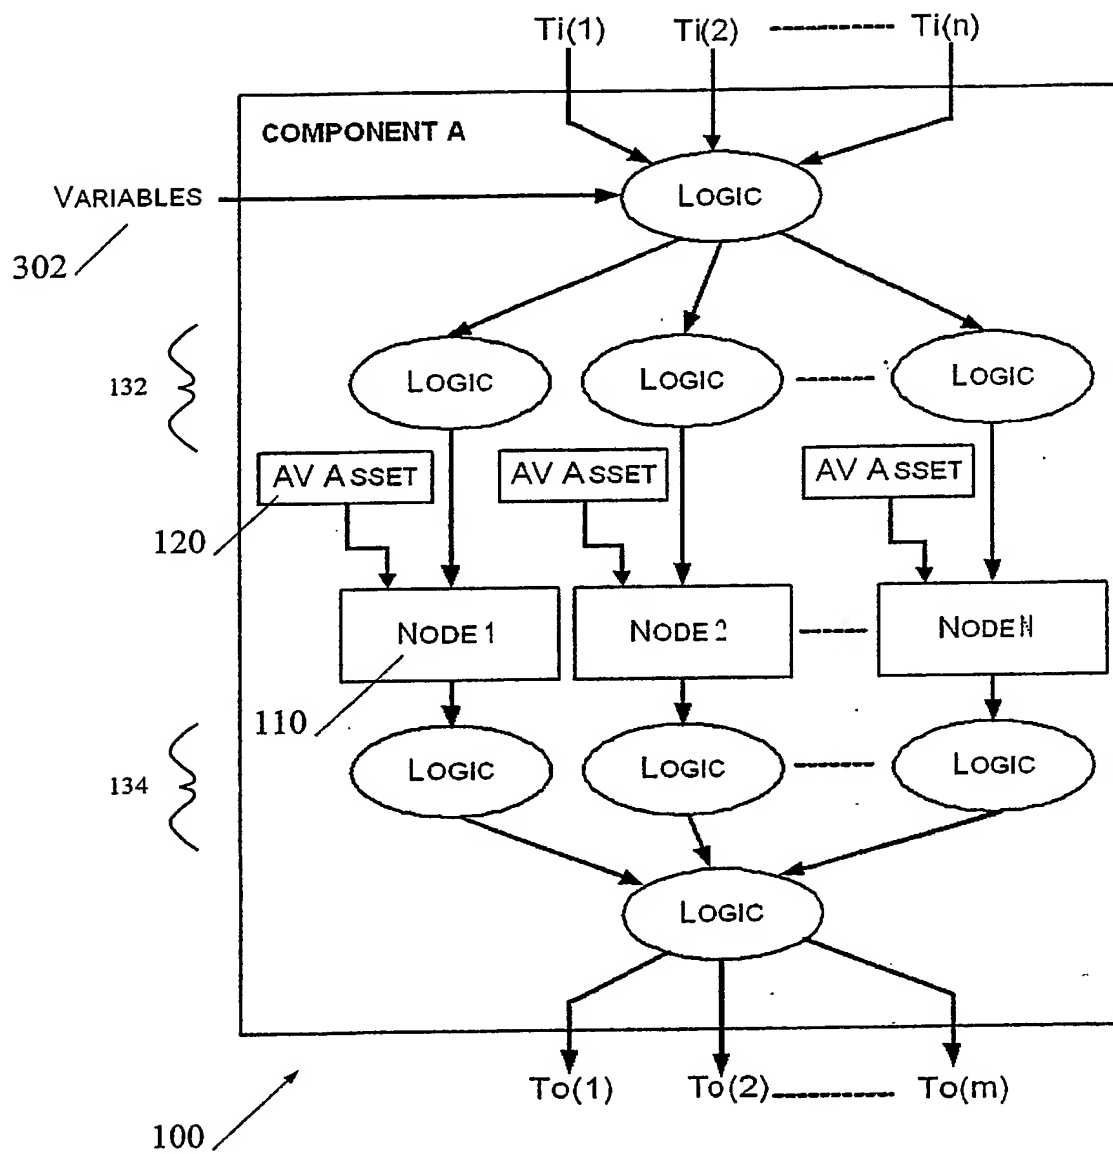 Ti(1) Ti(2) Ti(n)
COMPONENT A
VARIABLES
LOGIC
302
132
LOGIC LOGIC LOGIC
AV ASSET AV ASSET AV ASSET
120
NODE 1 NODE 2 NODE N
110
134
LOGIC LOGIC LOGIC
LOGIC
To(1) To(2) To(m)
100